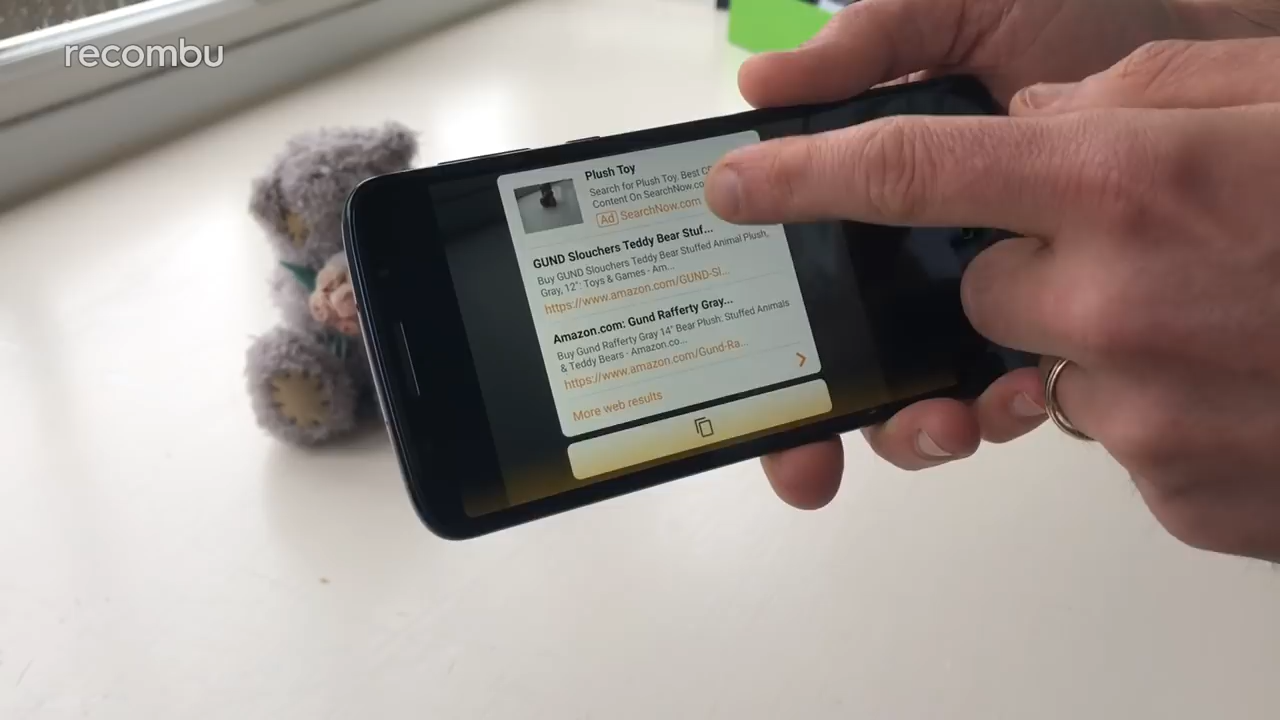 recombu
Plush Toy
Search for Plush Toy. Best
Content On SearchNow.co
Ad SearchNow.com
GUND Slouchers Teddy Bear Stuf...
Buy GUND Slouchers Teddy Bear Stuffed Animal Plush,
Gray, 12": Toys & Games - Am...
https://www.amazon.com/GUND-Sl...
Amazon.com: Gund Rafferty Gray...
Buy Gund Rafferty Gray 14" Bear Plush: Stuffed Animals
& Teddy Bears - Amazon.co...
https://www.amazon.com/Gund-Ra...
More web results